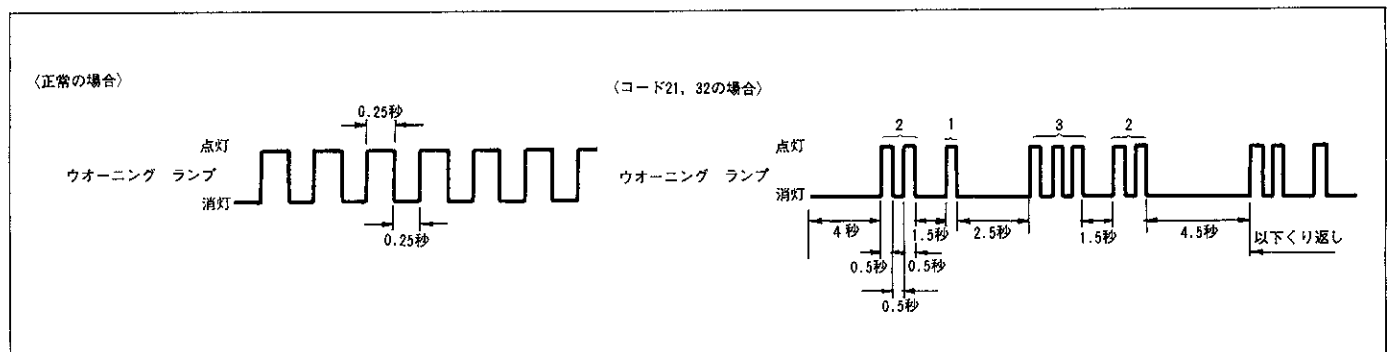 〈正常の場合〉
0.25秒
点灯
ウオーニング ランプ
消灯
0.25秒
〈コード21, 32の場合〉
2 1 3 2
点灯
ウオーニング ランプ
消灯
4秒 1.5秒 2.5秒 1.5秒 4.5秒 以下くり返し
0.5秒 0.5秒
0.5秒